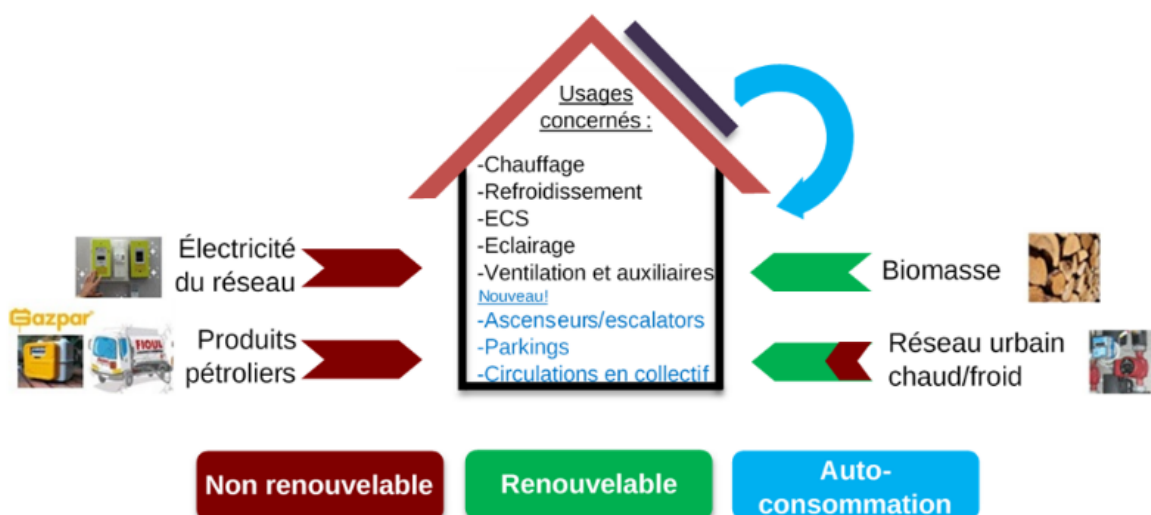 Usages
concernés :
-Chauffage
-Refroidissement
-ECS
-Eclairage
-Ventilation et auxiliaires
Nouveau!
-Ascenseurs/escalators
-Parkings
-Circulations en collectif
Électricité
du réseau
Gazpar
FIOUL
Produits
pétroliers
Biomasse
Réseau urbain
chaud/froid
Non renouvelable
Renouvelable
Auto-
consommation